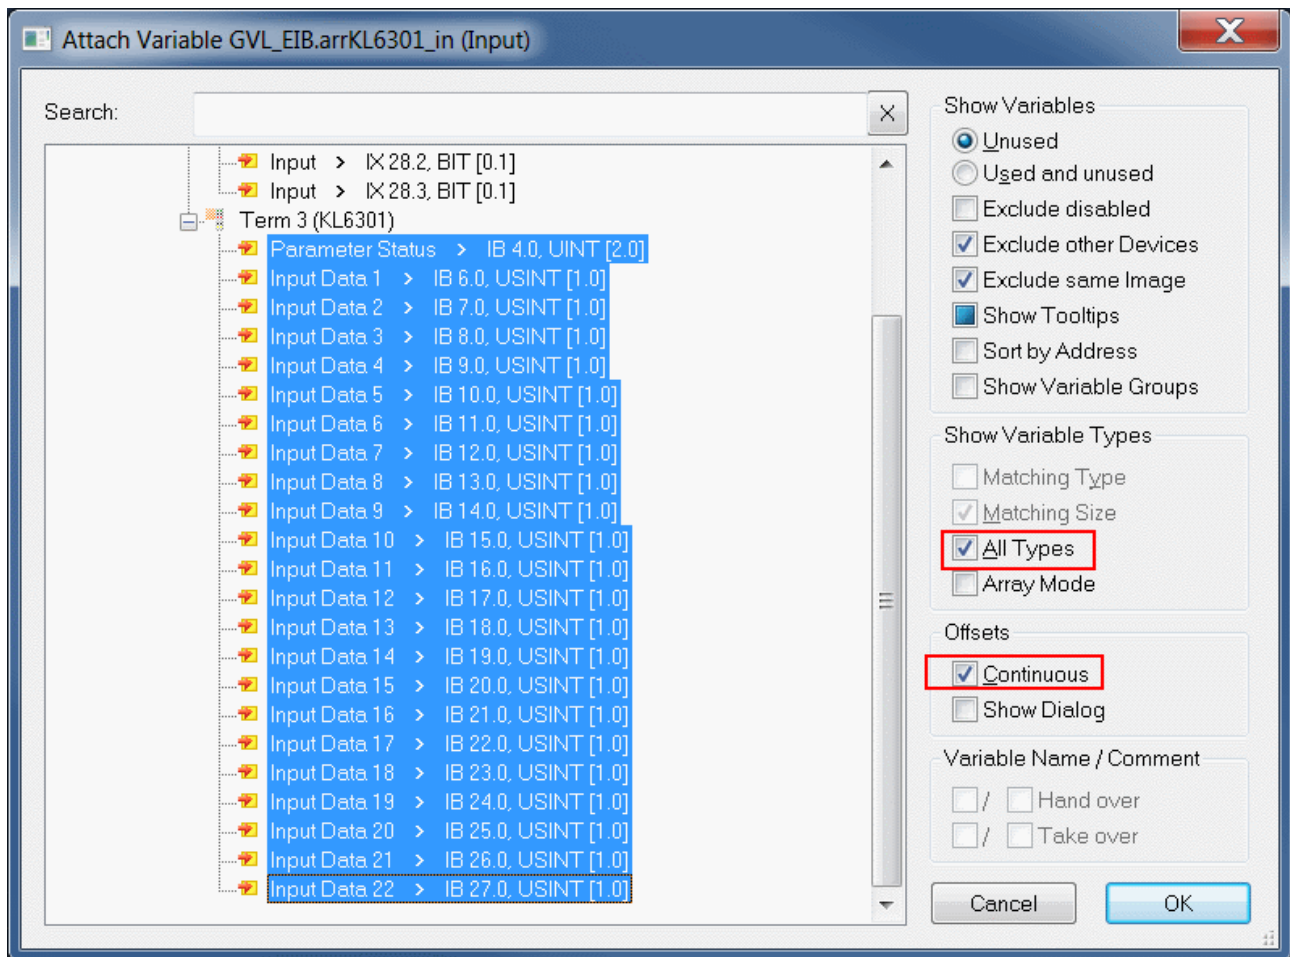 Attach Variable GVL_EIB.arrKL6301_in (Input)
Search:
Input > IX 28.2, BIT [0.1]
Input > IX 28.3, BIT [0.1]
Term 3 (KL6301)
Parameter Status > IB 4.0, UINT [2.0]
Input Data 1 > IB 6.0, USINT [1.0]
Input Data 2 > IB 7.0, USINT [1.0]
Input Data 3 > IB 8.0, USINT [1.0]
Input Data 4 > IB 9.0, USINT [1.0]
Input Data 5 > IB 10.0, USINT [1.0]
Input Data 6 > IB 11.0, USINT [1.0]
Input Data 7 > IB 12.0, USINT [1.0]
Input Data 8 > IB 13.0, USINT [1.0]
Input Data 9 > IB 14.0, USINT [1.0]
Input Data 10 > IB 15.0, USINT [1.0]
Input Data 11 > IB 16.0, USINT [1.0]
Input Data 12 > IB 17.0, USINT [1.0]
Input Data 13 > IB 18.0, USINT [1.0]
Input Data 14 > IB 19.0, USINT [1.0]
Input Data 15 > IB 20.0, USINT [1.0]
Input Data 16 > IB 21.0, USINT [1.0]
Input Data 17 > IB 22.0, USINT [1.0]
Input Data 18 > IB 23.0, USINT [1.0]
Input Data 19 > IB 24.0, USINT [1.0]
Input Data 20 > IB 25.0, USINT [1.0]
Input Data 21 > IB 26.0, USINT [1.0]
Input Data 22 > IB 27.0, USINT [1.0]
Show Variables
Unused
Used and unused
Exclude disabled
Exclude other Devices
Exclude same Image
Show Tooltips
Sort by Address
Show Variable Groups
Show Variable Types
Matching Type
Matching Size
All Types
Array Mode
Offsets
Continuous
Show Dialog
Variable Name / Comment
/ Hand over
/ Take over
Cancel
OK